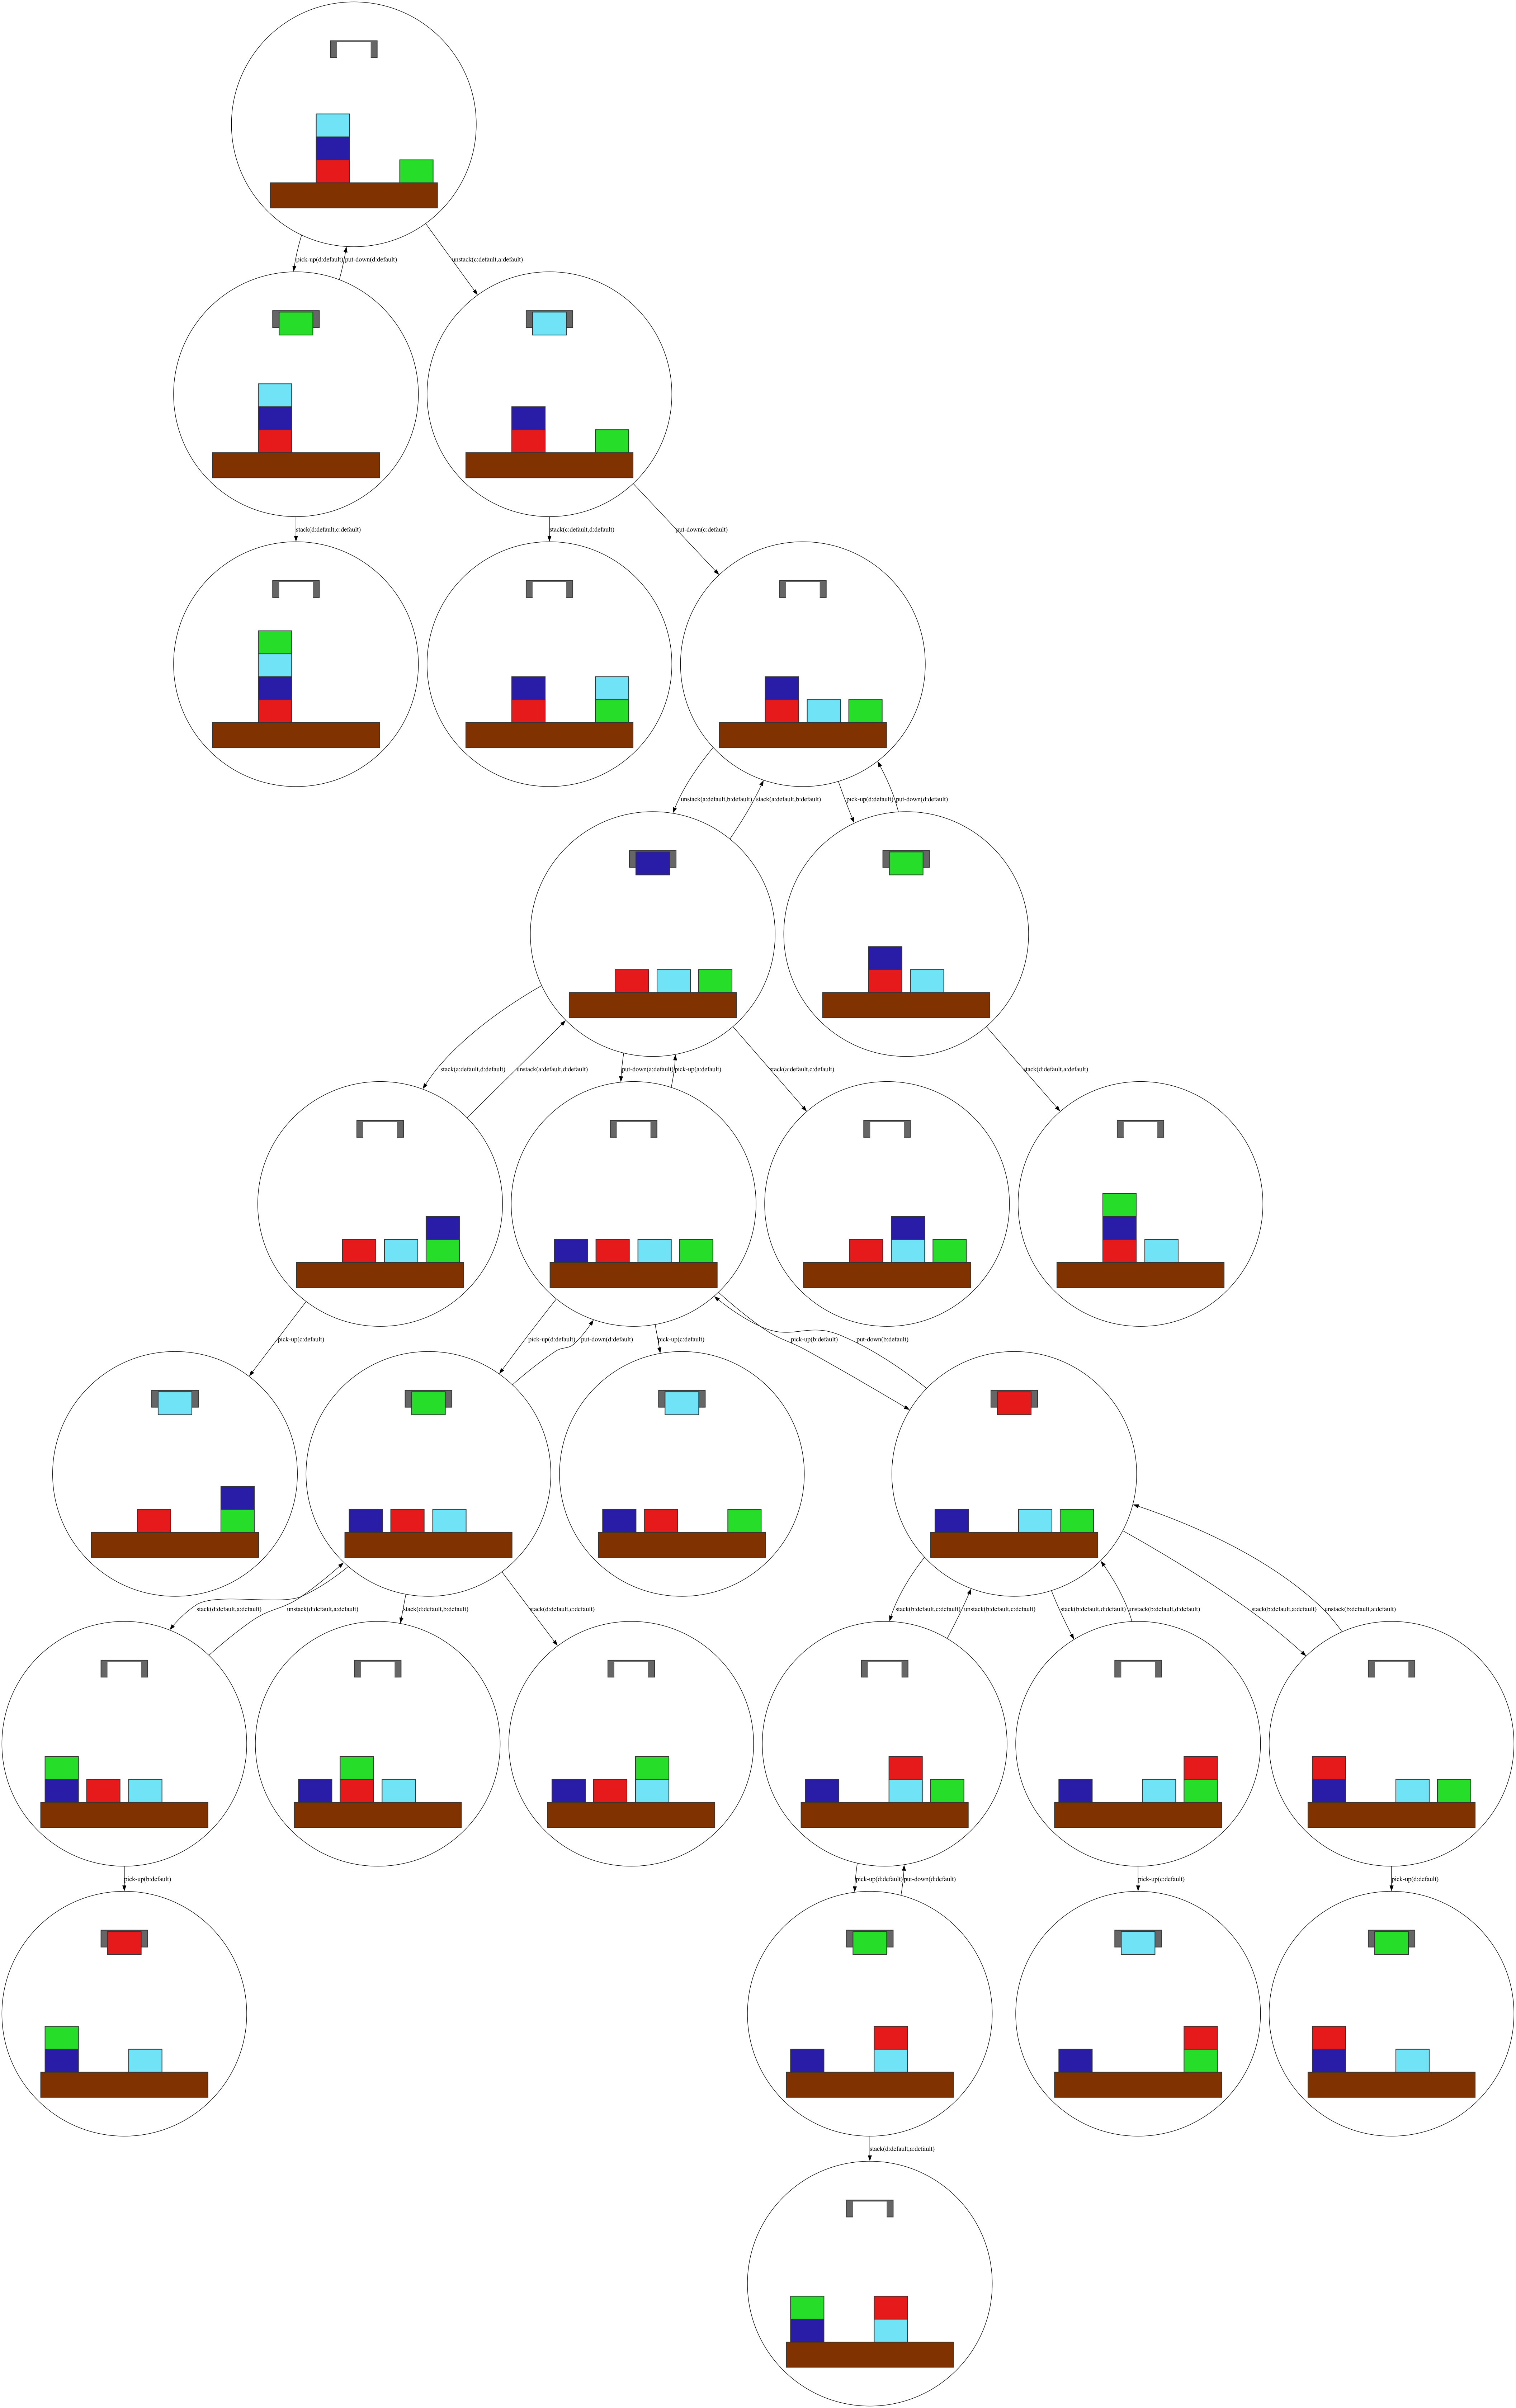 pick-up(d:default)
put-down(d:default)
unstack(c:default,a:default)
stack(d:default,c:default)
stack(c:default,d:default)
put-down(c:default)
unstack(a:default,b:default)
stack(a:default,b:default)
pick-up(d:default)
put-down(d:default)
stack(a:default,d:default)
unstack(a:default,d:default)
put-down(a:default)
pick-up(a:default)
stack(a:default,c:default)
stack(d:default,a:default)
pick-up(c:default)
pick-up(d:default)
put-down(d:default)
pick-up(c:default)
pick-up(b:default)
put-down(b:default)
stack(d:default,a:default)
unstack(d:default,a:default)
stack(d:default,b:default)
stack(d:default,c:default)
stack(b:default,c:default)
unstack(b:default,c:default)
stack(b:default,d:default)
unstack(b:default,d:default)
stack(b:default,a:default)
unstack(b:default,a:default)
pick-up(b:default)
pick-up(d:default)
put-down(d:default)
pick-up(c:default)
pick-up(d:default)
stack(d:default,a:default)